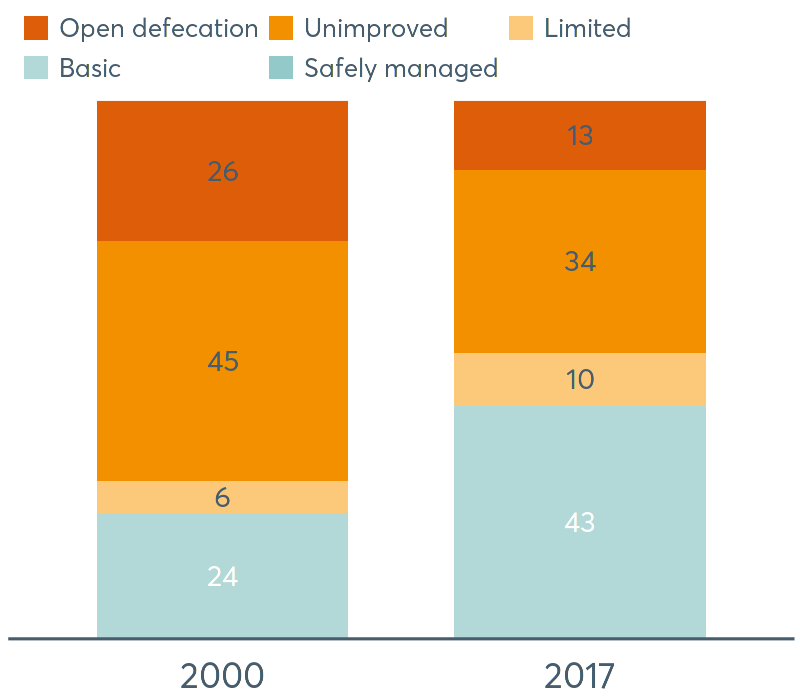 Open defecation Unimproved Limited
Basic Safely managed
26 13
45 34
6 10
24 43
2000 2017